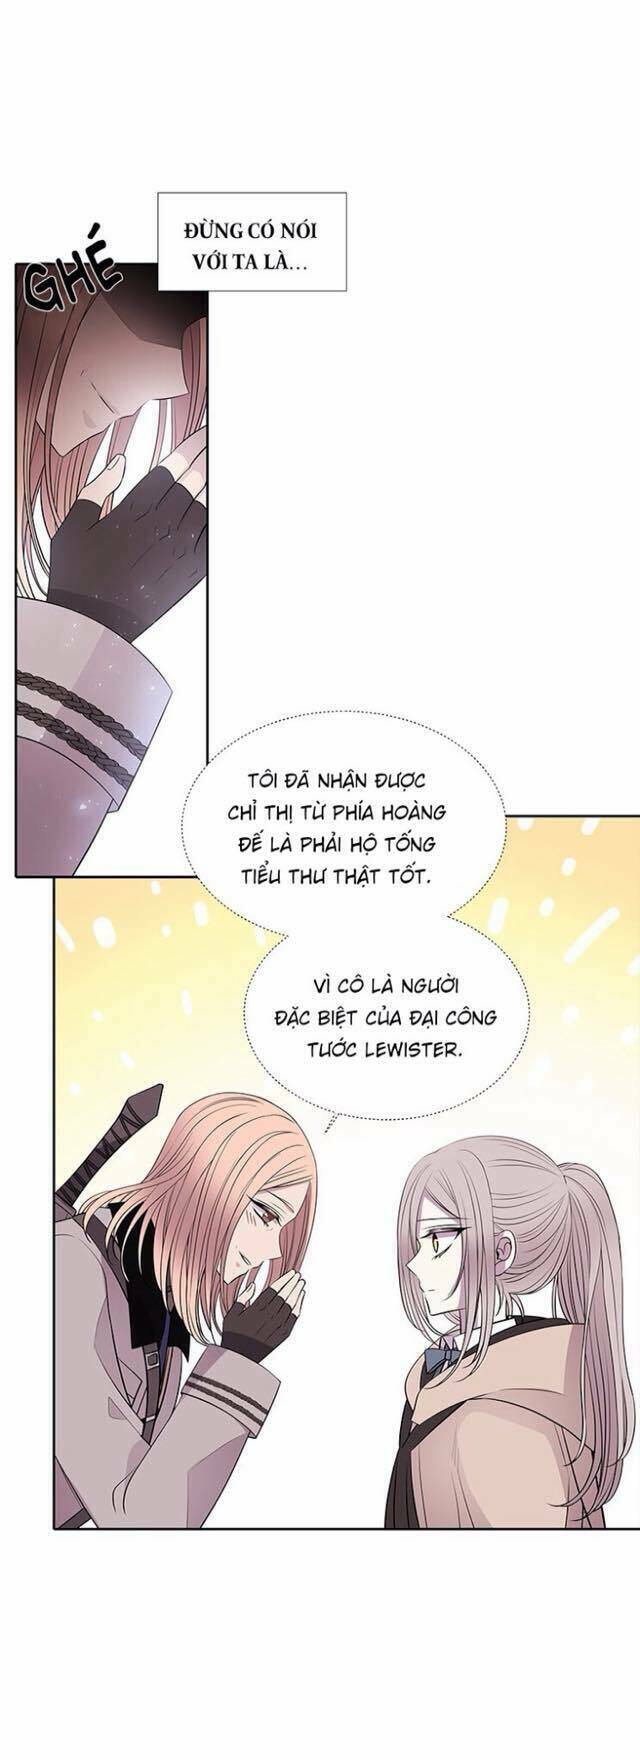 ĐỪNG CÓ NÓI
VỚI TA LÀ...
GHÉ
TÔI ĐÃ NHẬN ĐƯỢC
CHỈ THỊ TỪ PHÍA HOÀNG
ĐẾ LÀ PHẢI HỘ TỐNG
TIỂU THƯ THẬT TỐT.
VÌ CÔ LÀ NGƯỜI
ĐẶC BIỆT CỦA ĐẠI CÔNG
TƯỚC LEWISTER.